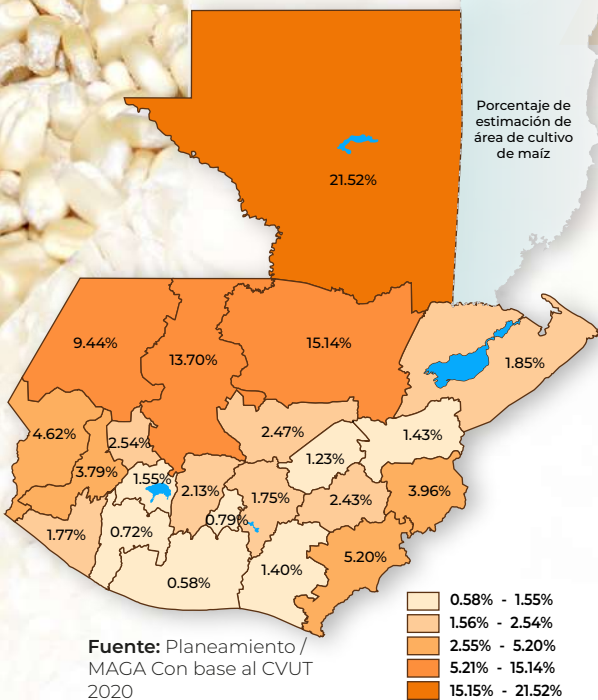 Porcentaje de
estimación de
área de cultivo
de maíz
21.52%
9.44%
13.70%
15.14%
1.85%
4.62%
2.54%
2.47%
1.43%
1.23%
3.79%
1.55%
2.13%
1.75%
2.43%
3.96%
0.79%
1.77%
0.72%
5.20%
1.40%
0.58%
0.58% - 1.55%
1.56% - 2.54%
2.55% - 5.20%
5.21% - 15.14%
15.15% - 21.52%
Fuente: Planeamiento /
MAGA Con base al CVUT
2020